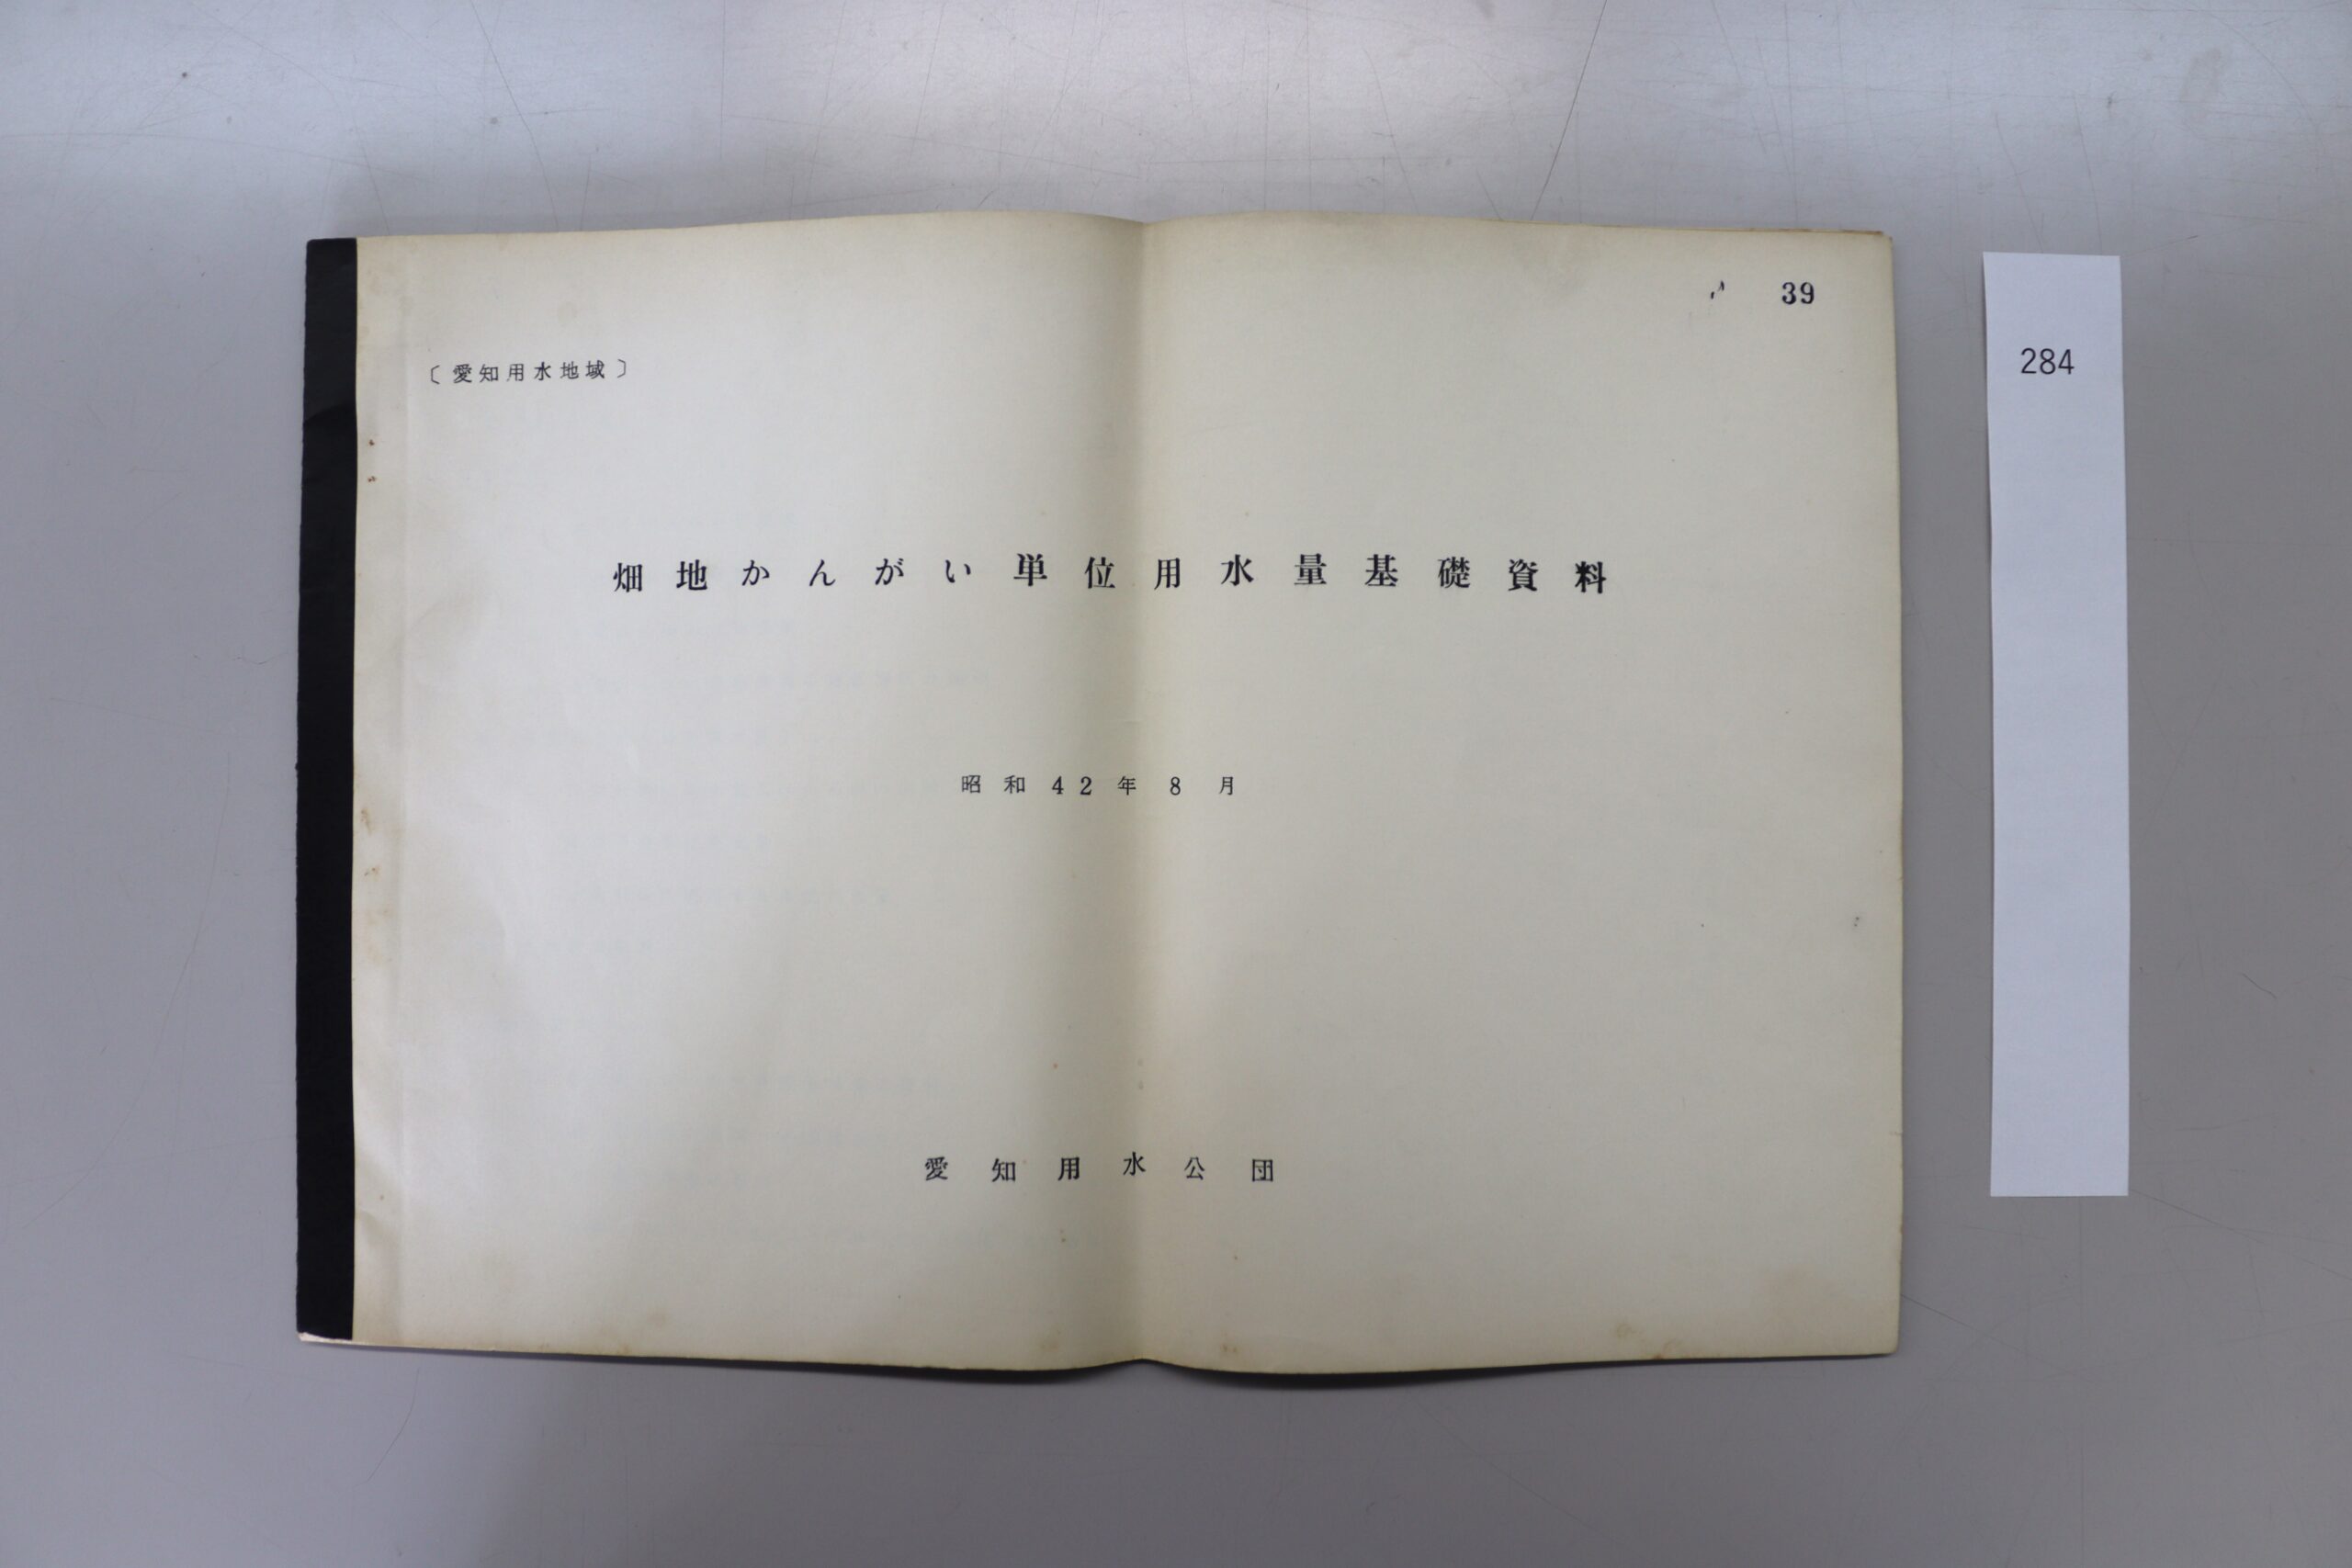 39
〔愛知用水地域〕
畑地かんがい単位用水量基礎資料
昭和42年8月
愛知用水公団
284